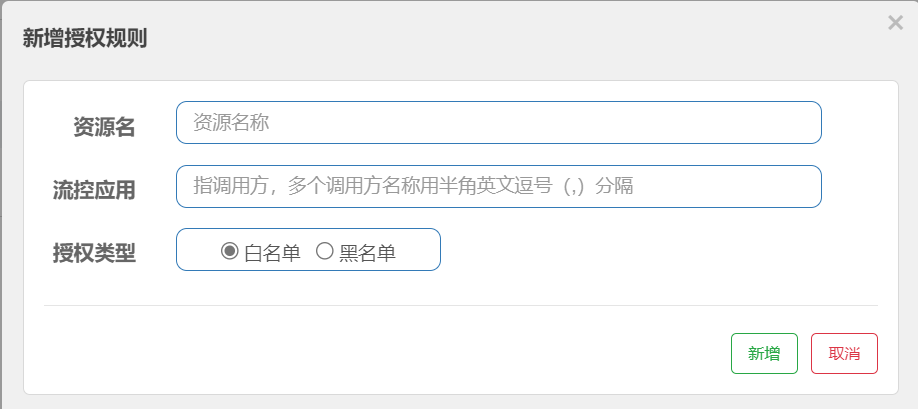 新增授权规则
×
资源名 资源名称
流控应用 指调用方，多个调用方名称用半角英文逗号（,）分隔
授权类型 白名单 黑名单
新增 取消